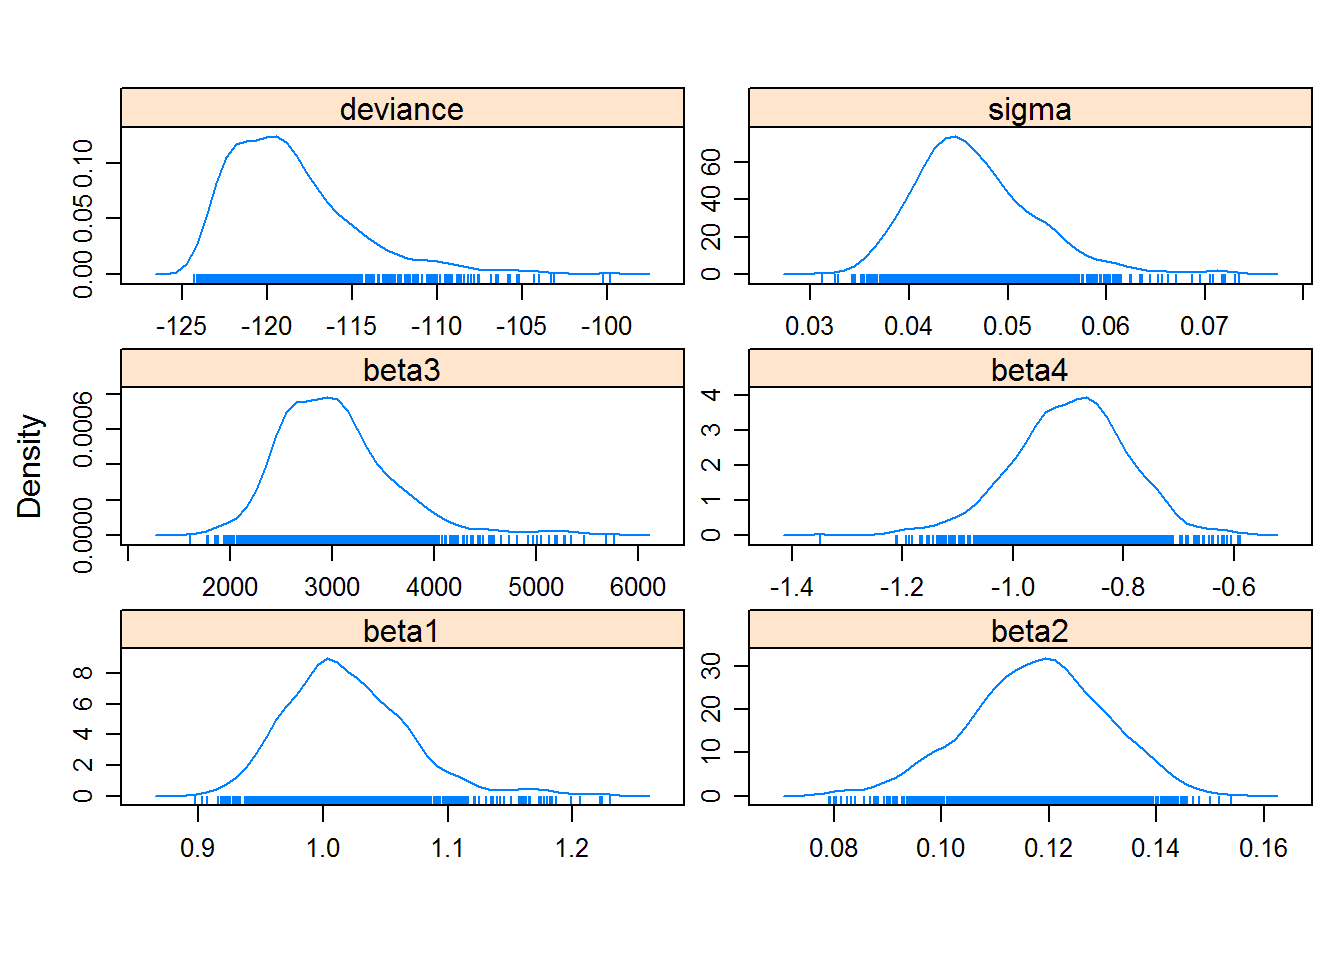 deviance
sigma
0.00 0.05 0.10
0 20 40 60
-125 -120 -115 -110 -105 -100
0.03 0.04 0.05 0.06 0.07
beta3
beta4
Density
0.0000 0.0006
0 1 2 3 4
2000 3000 4000 5000 6000
-1.4 -1.2 -1.0 -0.8 -0.6
beta1
beta2
0 2 4 6 8
0 10 20 30
0.9 1.0 1.1 1.2
0.08 0.10 0.12 0.14 0.16